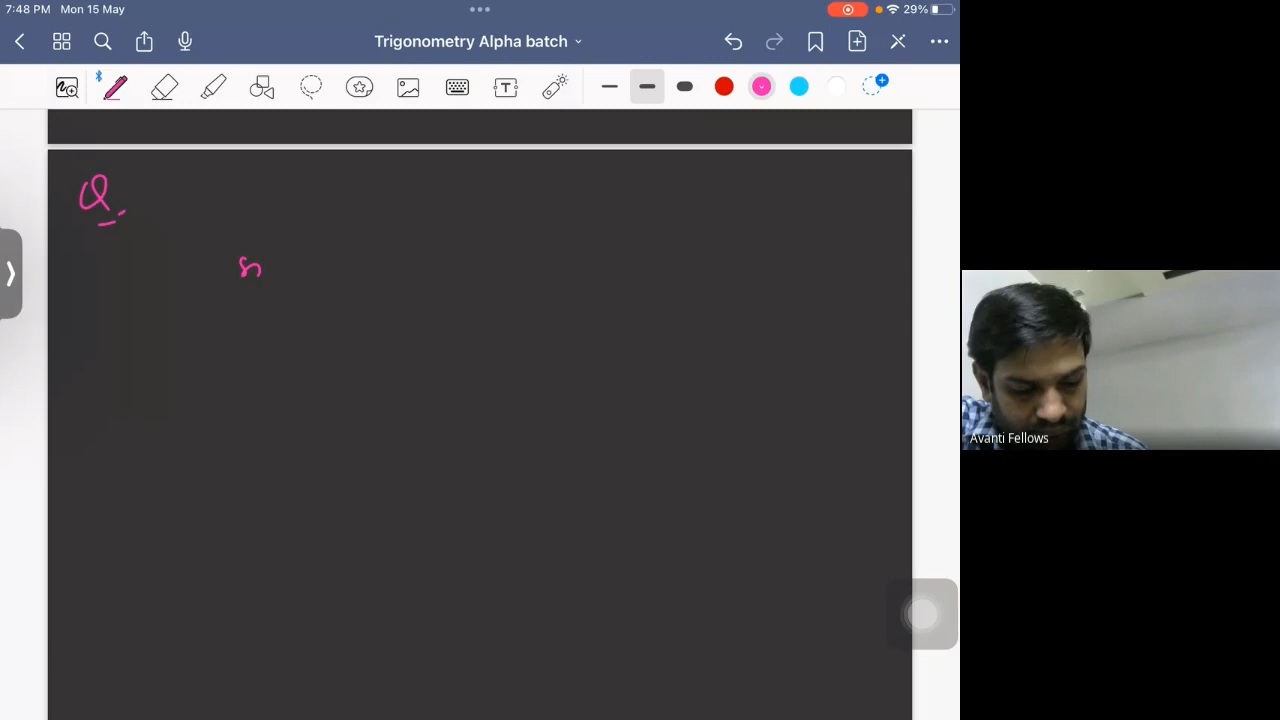 7:48 PM Mon 15 May
29%
Trigonometry Alpha batch
T
Q.
Avanti Fellows